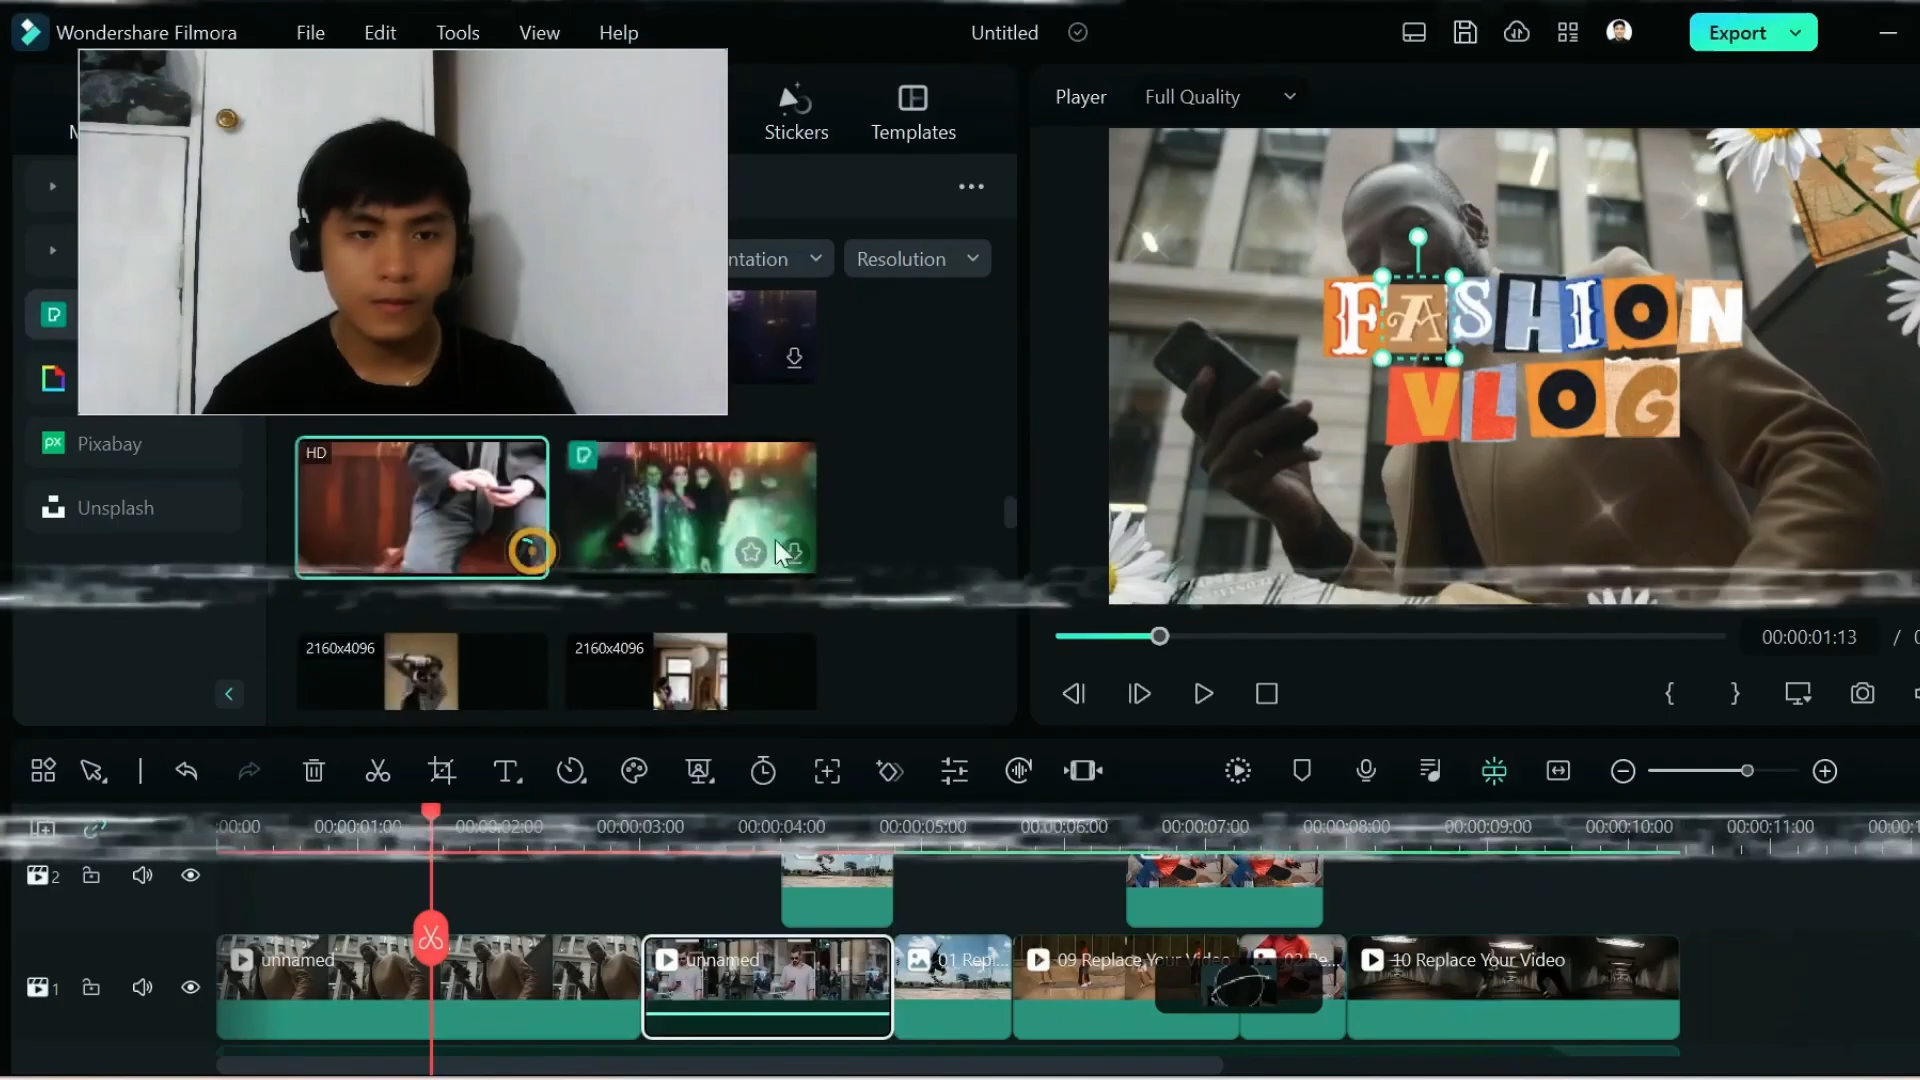 Wondershare Filmora File Edit Tools View Help Untitled Export
Stickers Templates
Player Full Quality
ntation Resolution
FASHION
VLOG
Pixabay
Unsplash
HD
2160x4096 2160x4096
00:00:01:13 /
:00:00 00:00:01:00 00:00:02:00 00:00:03:00 00:00:04:00 00:00:05:00 00:00:06:00 00:00:07:00 00:00:08:00 00:00:09:00 00:00:10:00 00:00:11:00
2
unnamed unnamed 01 Repl... 09 Replace Your Video 10 Replace Your Video
1